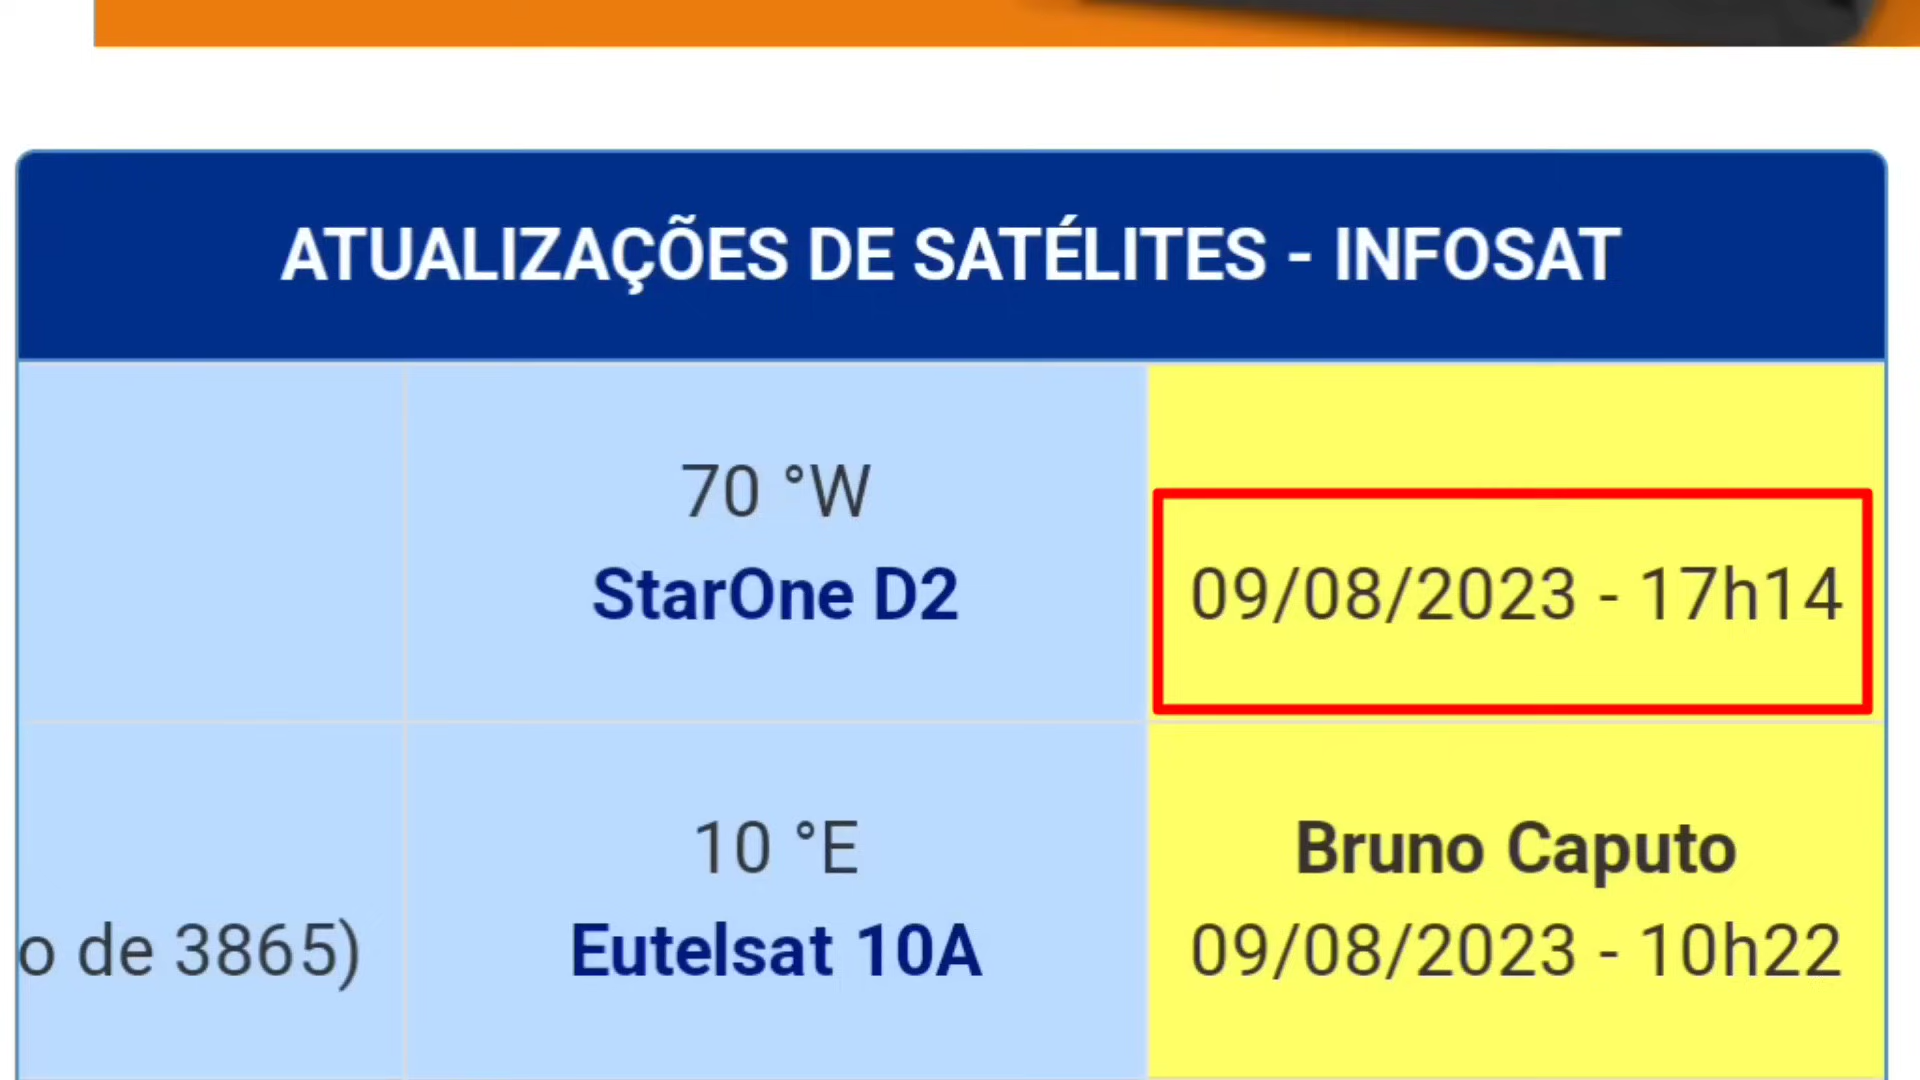 ATUALIZAÇÕES DE SATÉLITES - INFOSAT
70 °W
StarOne D2
09/08/2023 - 17h14
10 °E
Eutelsat 10A
Bruno Caputo
09/08/2023 - 10h22
o de 3865)